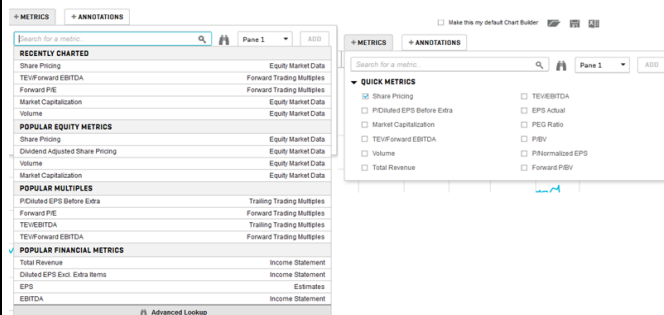 + METRICS + ANNOTATIONS
Search for a metric.. Pane 1 ADD
RECENTLY CHARTED
Share Pricing Equity Market Data
TEV/Forward EBITDA Forward Trading Multiples
Forward P/E Forward Trading Multiples
Market Capitalization Equity Market Data
Volume Equity Market Data
POPULAR EQUITY METRICS
Share Pricing Equity Market Data
Dividend Adjusted Share Pricing Equity Market Data
Volume Equity Market Data
Market Capitalization Equity Market Data
POPULAR MULTIPLES
P/Diluted EPS Before Extra Trailing Trading Multiples
Forward P/E Forward Trading Multiples
TEV/EBITDA Trailing Trading Multiples
TEV/Forward EBITDA Forward Trading Multiples
POPULAR FINANCIAL METRICS
Total Revenue Income Statement
Diluted EPS Excl. Extra Items Income Statement
EPS Estimates
EBITDA Income Statement
Advanced Lookup
Make this my default Chart Builder
+ METRICS + ANNOTATIONS
Search for a metric.. Pane 1 ADD
QUICK METRICS
Share Pricing TEV/EBITDA
P/Diluted EPS Before Extra EPS Actual
Market Capitalization PEG Ratio
TEV/Forward EBITDA P/BV
Volume P/Normalized EPS
Total Revenue Forward P/BV